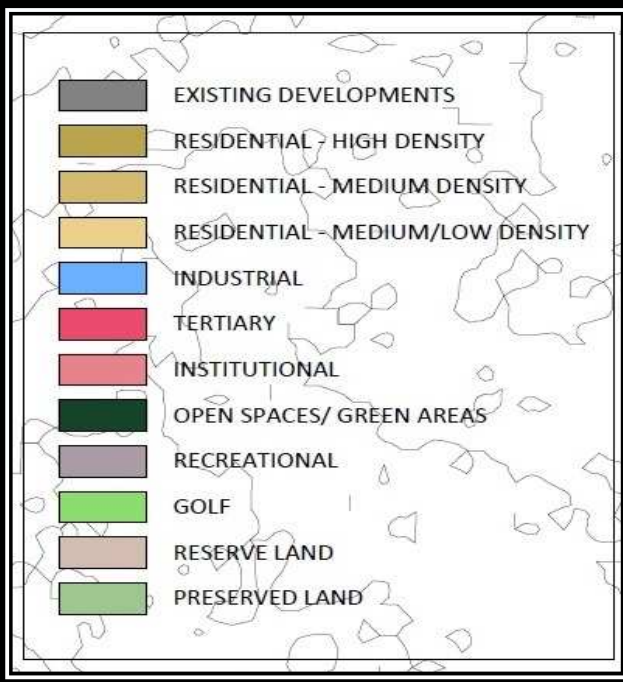 EXISTING DEVELOPMENTS
RESIDENTIAL - HIGH DENSITY
RESIDENTIAL - MEDIUM DENSITY
RESIDENTIAL - MEDIUM/LOW DENSITY
INDUSTRIAL
TERTIARY
INSTITUTIONAL
OPEN SPACES/ GREEN AREAS
RECREATIONAL
GOLF
RESERVE LAND
PRESERVED LAND